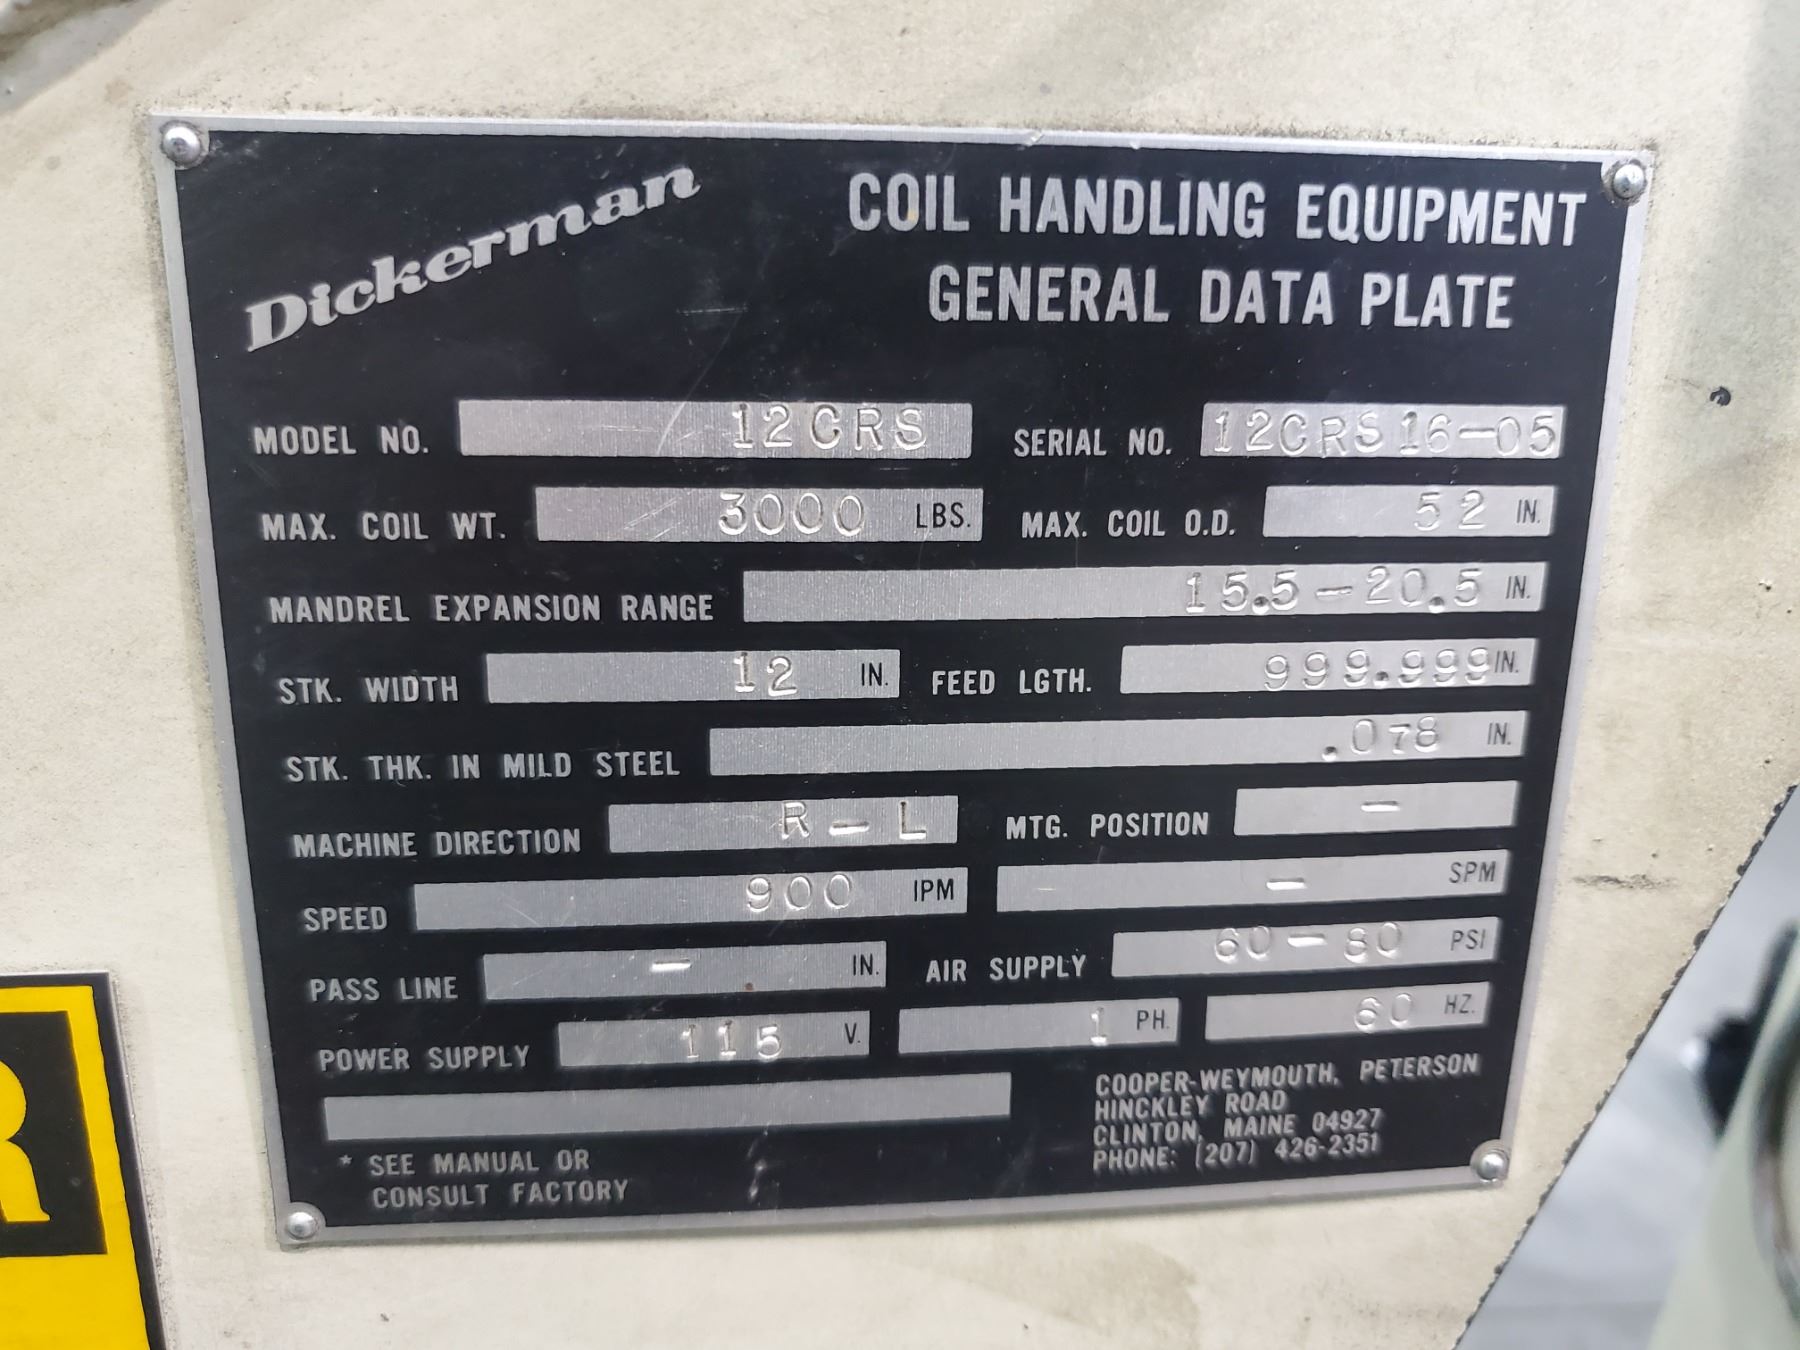 Dickerman
COIL HANDLING EQUIPMENT
GENERAL DATA PLATE
MODEL NO. 12CRS SERIAL NO. 12CRS16-05
MAX. COIL WT. 3000 LBS. MAX. COIL O.D. 52 IN.
MANDREL EXPANSION RANGE 15.5-20.5 IN.
STK. WIDTH 12 IN. FEED LGTH. 999.999 IN.
STK. THK. IN MILD STEEL .078 IN.
MACHINE DIRECTION R-L MTG. POSITION -
SPEED 900 IPM - SPM
PASS LINE - IN. AIR SUPPLY 60-80 PSI
POWER SUPPLY 115 V. 1 PH. 60 HZ.
* SEE MANUAL OR
CONSULT FACTORY
COOPER-WEYMOUTH, PETERSON
HINCKLEY ROAD
CLINTON, MAINE 04927
PHONE: (207) 426-2351
R